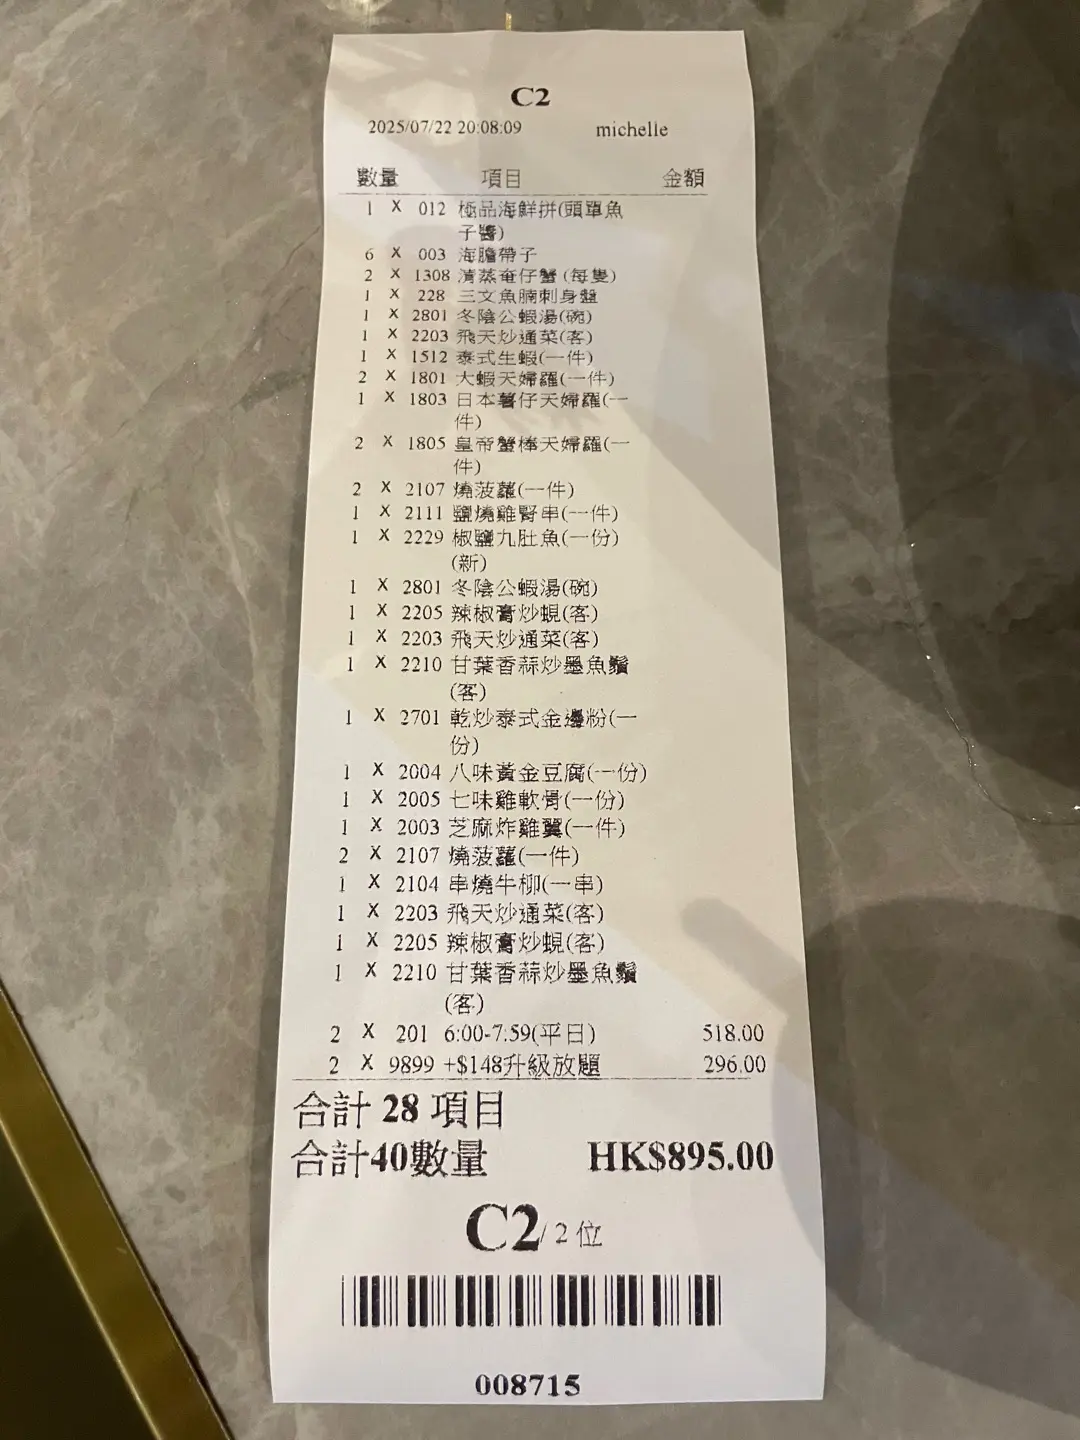 C2
2025/07/22 20:08:09 michelle
數量 項目 金額
1 X 012 極品海鮮拼(頭單魚
子醬)
6 X 003 海膽帶子
2 X 1308 清蒸奄仔蟹 (每隻)
1 X 228 三文魚腩刺身盤
1 X 2801 冬陰公蝦湯(碗)
1 X 2203 飛天炒通菜(客)
1 X 1512 泰式生蝦(一件)
2 X 1801 大蝦天婦羅(一件)
1 X 1803 日本薯仔天婦羅(一
件)
2 X 1805 皇帝蟹棒天婦羅(一
件)
2 X 2107 燒菠蘿(一件)
1 X 2111 鹽燒雞腎串(一件)
1 X 2229 椒鹽九肚魚(一份)
(新)
1 X 2801 冬陰公蝦湯(碗)
1 X 2205 辣椒膏炒蜆(客)
1 X 2203 飛天炒通菜(客)
1 X 2210 甘葉香蒜炒墨魚鬚
(客)
1 X 2701 乾炒泰式金邊粉(一
份)
1 X 2004 八味黃金豆腐(一份)
1 X 2005 七味雞軟骨(一份)
1 X 2003 芝麻炸雞翼(一件)
2 X 2107 燒菠蘿(一件)
1 X 2104 串燒牛柳(一串)
1 X 2203 飛天炒通菜(客)
1 X 2205 辣椒膏炒蜆(客)
1 X 2210 甘葉香蒜炒墨魚鬚
(客)
2 X 201 6:00-7:59(平日) 518.00
2 X 9899 +$148升級放題 296.00
合計 28 項目
合計40數量 HK$895.00
C2/ 2 位
008715